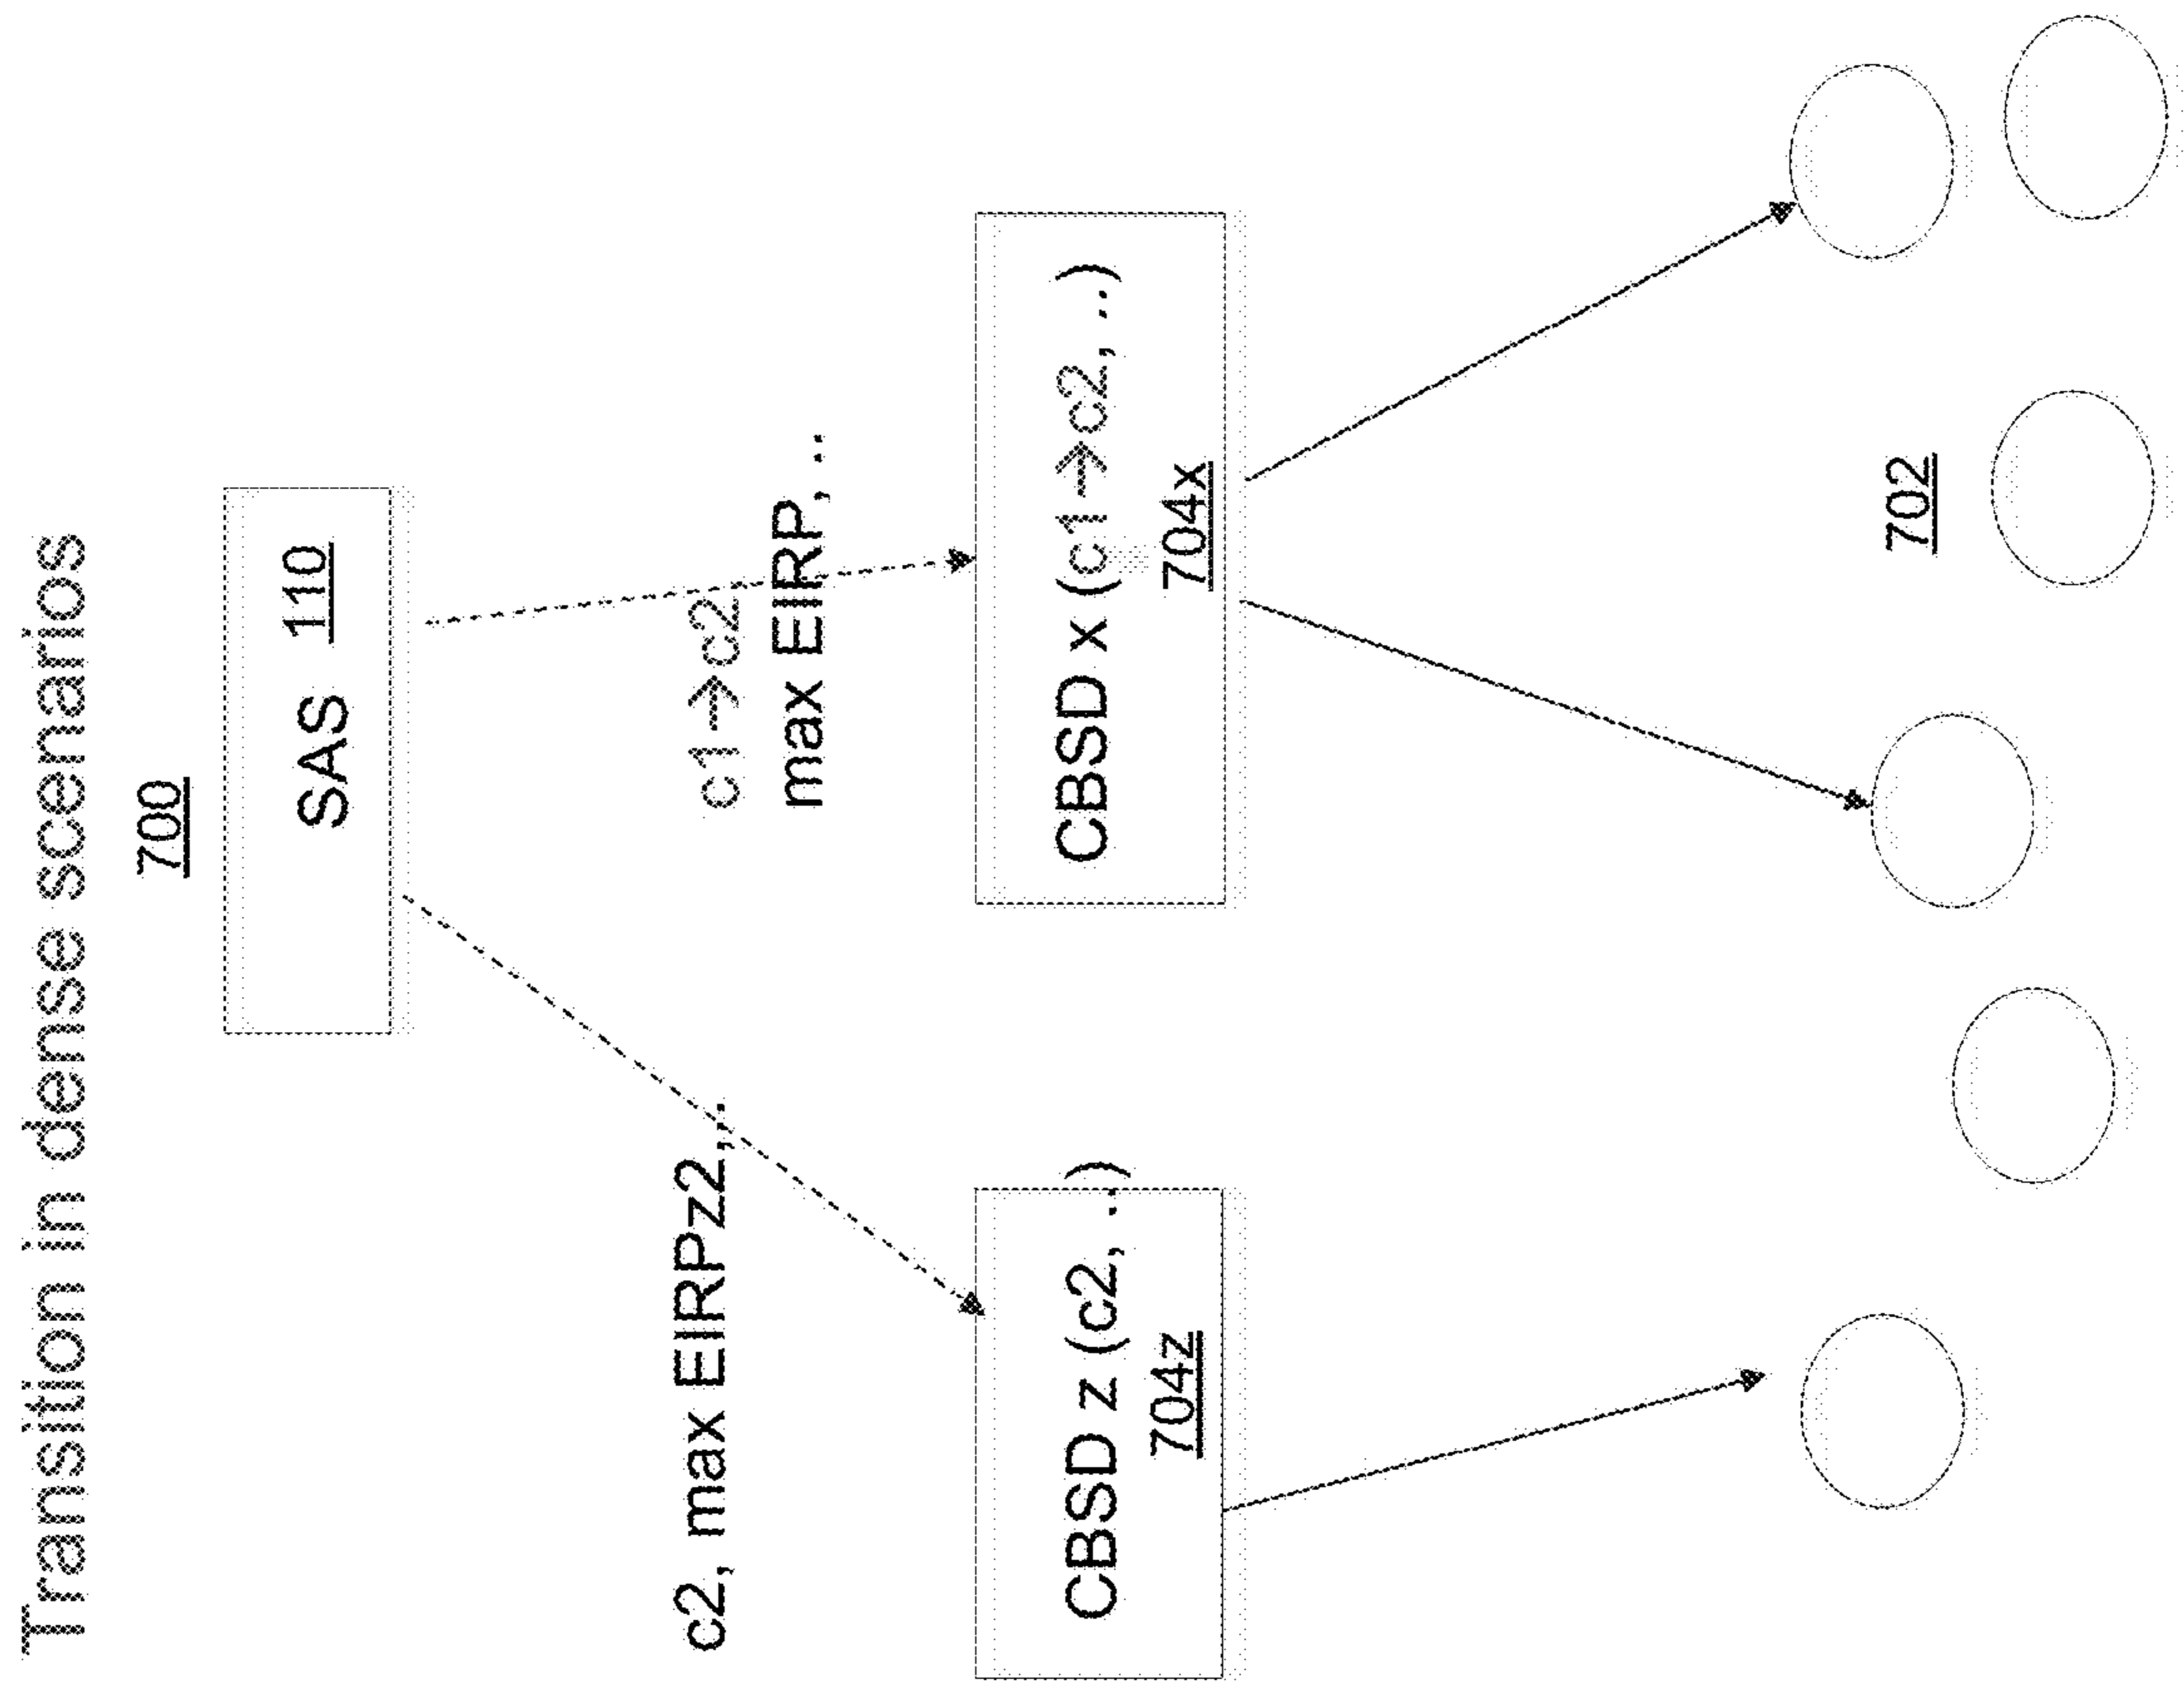 Transition in dense scenarios
700
SAS 110
c2, max EIRPz2,..
c1→c2
max EIRP,..
CBSD z (c2,..)
704z
CBSD x (c1→c2,..)
704x
702